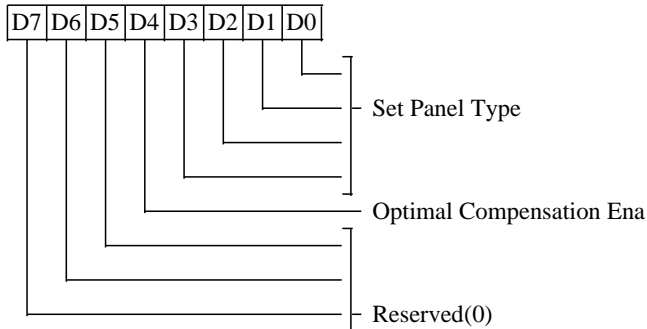 D7 D6 D5 D4 D3 D2 D1 D0
Set Panel Type
Optimal Compensation Ena
Reserved(0)